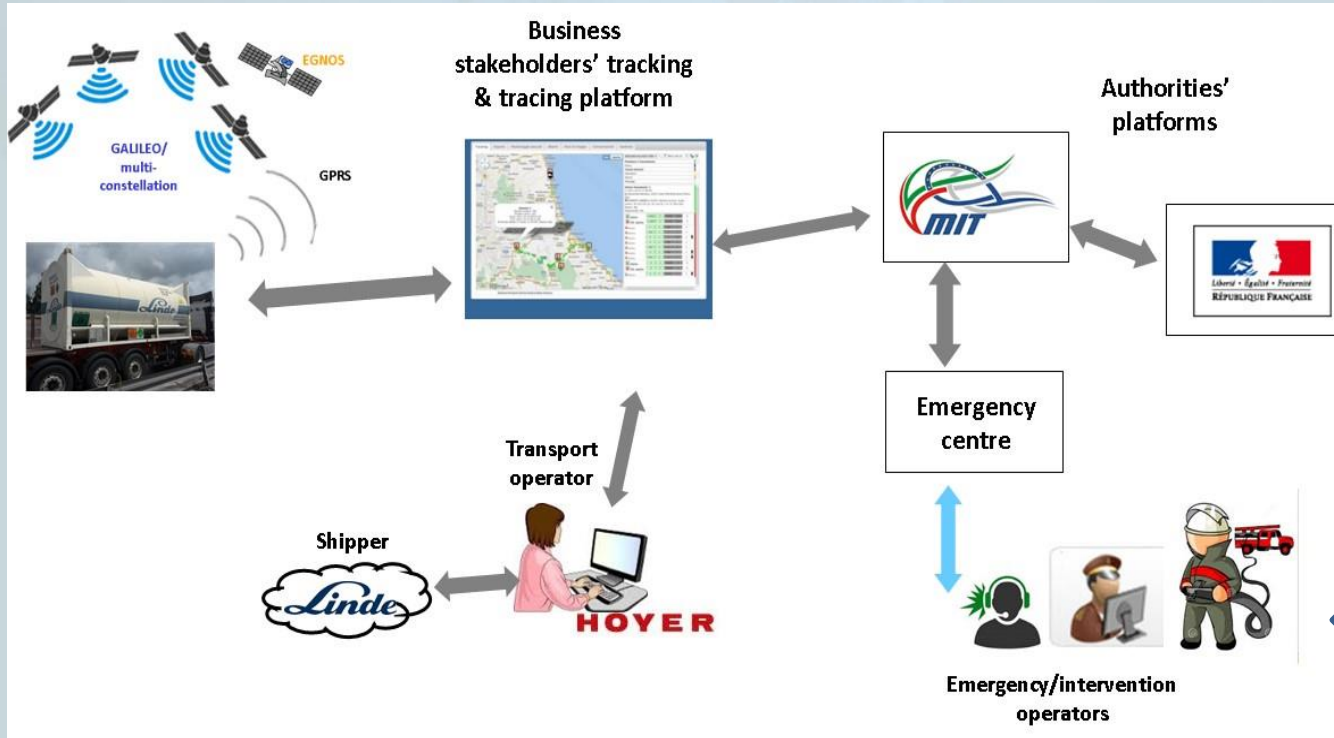 Business
stakeholders' tracking
& tracing platform
Authorities'
platforms
EGNOS
GALILEO/
multi-
constellation
GPRS
MIT
Liberté • Égalité • Fraternité
RÉPUBLIQUE FRANÇAISE
Linde
Emergency
centre
Transport
operator
Shipper
Linde
HOYER
Emergency/intervention
operators